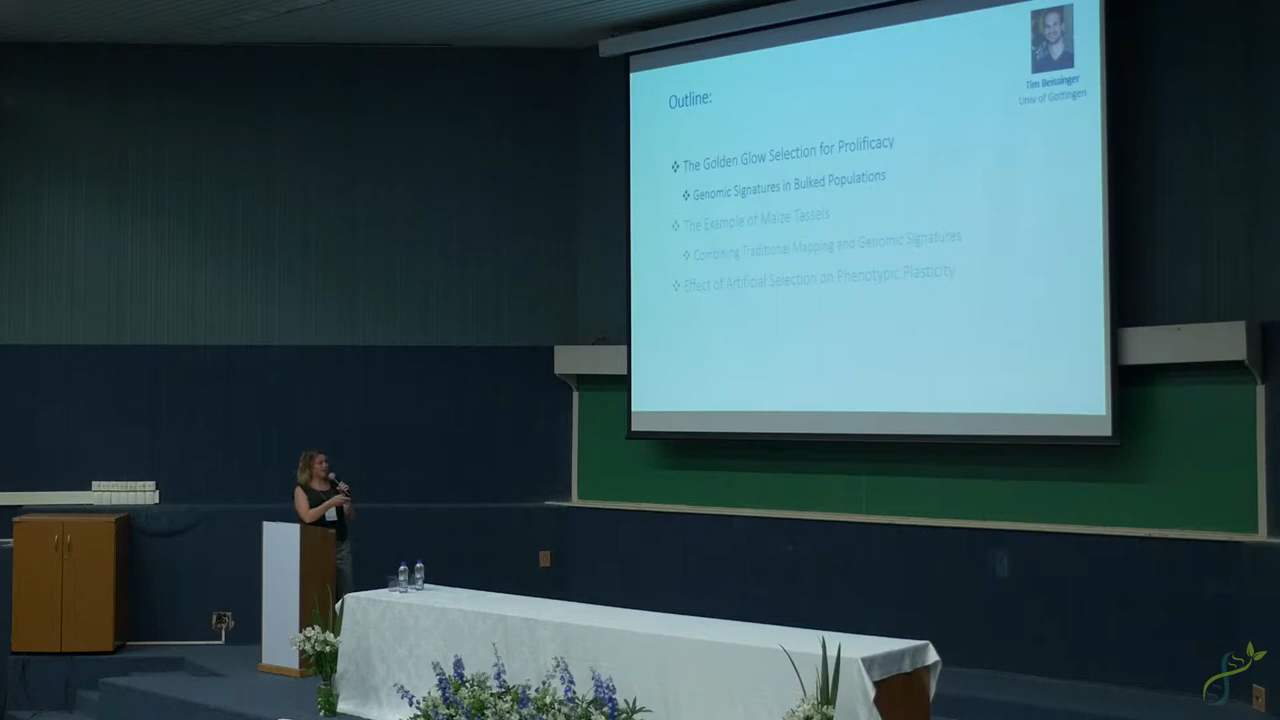 Tim Beissinger
Univ of Gottingen
Outline:
❖ The Golden Glow Selection for Prolificacy
❖ Genomic Signatures in Bulked Populations
❖ The Example of Maize Tassels
❖ Combining Traditional Mapping and Genomic Signatures
❖ Effect of Artificial Selection on Phenotypic Plasticity